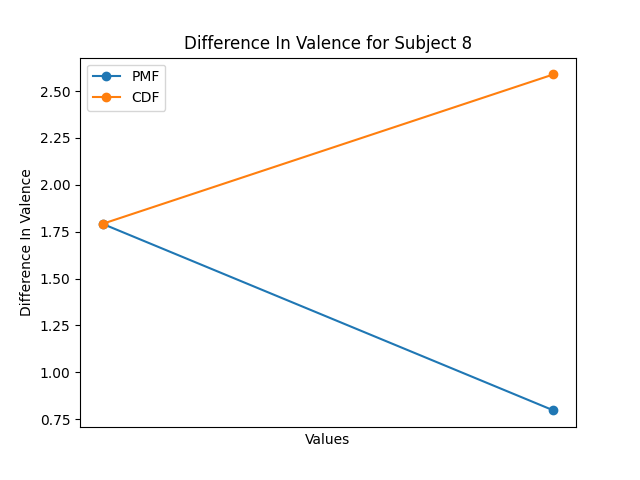 Difference In Valence for Subject 8
PMF
CDF
2.50
2.25
2.00
1.75
1.50
1.25
1.00
0.75
Difference In Valence
Values